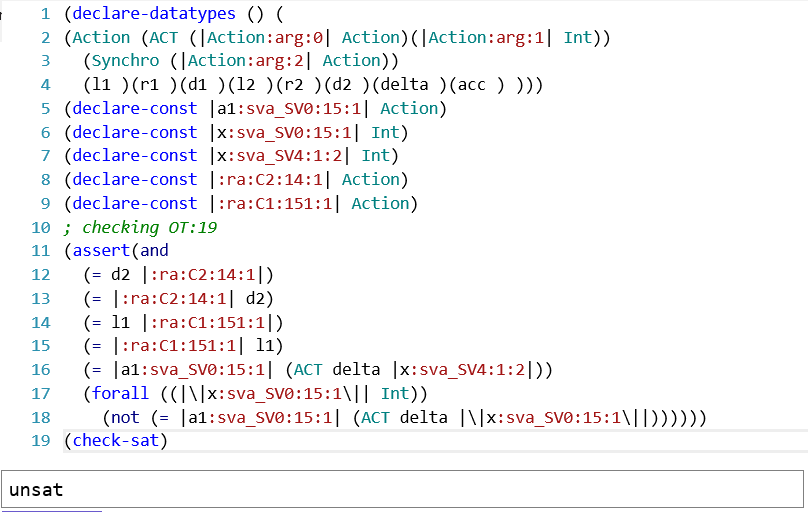 1 (declare-datatypes () (
2 (Action (ACT (|Action:arg:0| Action)(|Action:arg:1| Int))
3   (Synchro (|Action:arg:2| Action))
4   (l1 )(r1 )(d1 )(l2 )(r2 )(d2 )(delta )(acc ) )))
5 (declare-const |a1:sva_SV0:15:1| Action)
6 (declare-const |x:sva_SV0:15:1| Int)
7 (declare-const |x:sva_SV4:1:2| Int)
8 (declare-const |:ra:C2:14:1| Action)
9 (declare-const |:ra:C1:151:1| Action)
10 ; checking OT:19
11 (assert(and
12   (= d2 |:ra:C2:14:1|)
13   (= |:ra:C2:14:1| d2)
14   (= l1 |:ra:C1:151:1|)
15   (= |:ra:C1:151:1| l1)
16   (= |a1:sva_SV0:15:1| (ACT delta |x:sva_SV4:1:2|))
17   (forall ((|\|x:sva_SV0:15:1\|| Int))
18     (not (= |a1:sva_SV0:15:1| (ACT delta |\|x:sva_SV0:15:1\||))))))
19 (check-sat)
unsat